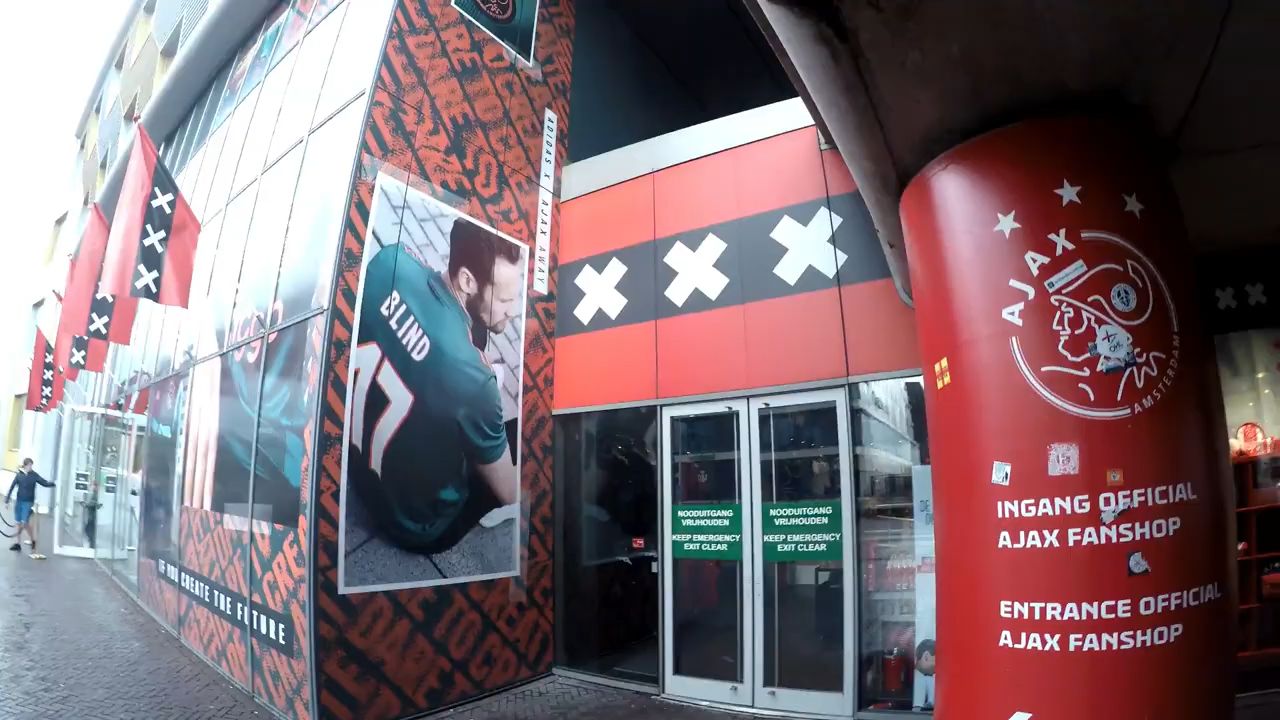 ADIDAS X AJAX AWAY
BLIND
17
IF YOU CREATE THE FUTURE
NOODUITGANG
VRIJHOUDEN
KEEP EMERGENCY
EXIT CLEAR
NOODUITGANG
VRIJHOUDEN
KEEP EMERGENCY
EXIT CLEAR
AJAX
AMSTERDAM
INGANG OFFICIAL
AJAX FANSHOP
ENTRANCE OFFICIAL
AJAX FANSHOP